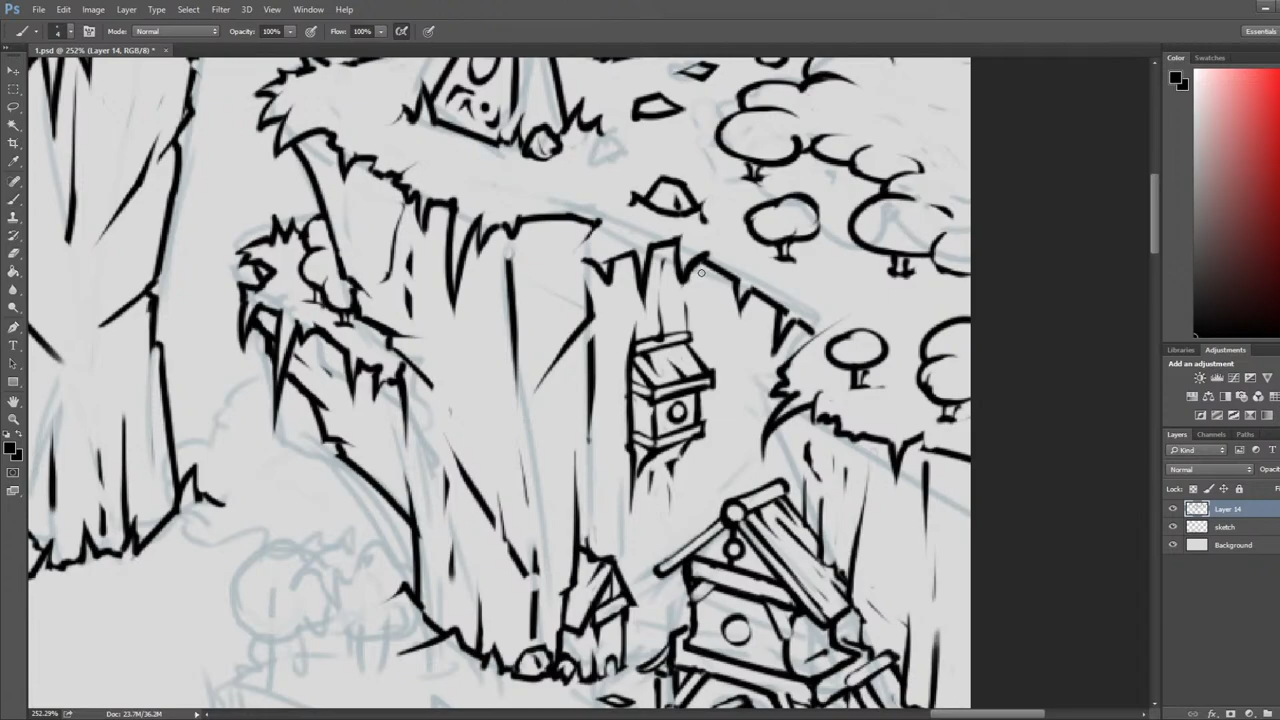 Ps File Edit Image Layer Type Select Filter 3D View Window Help
4 Mode: Normal Opacity: 100% Flow: 100% Essentials
1.psd @ 252% (Layer 14, RGB/8) * ×
Color Swatches
Libraries Adjustments
Add an adjustment
Layers Channels Paths
Kind
Normal Opac
Lock:
Layer 14
sketch
Background
252.29% Doc: 23.7M/36.2M